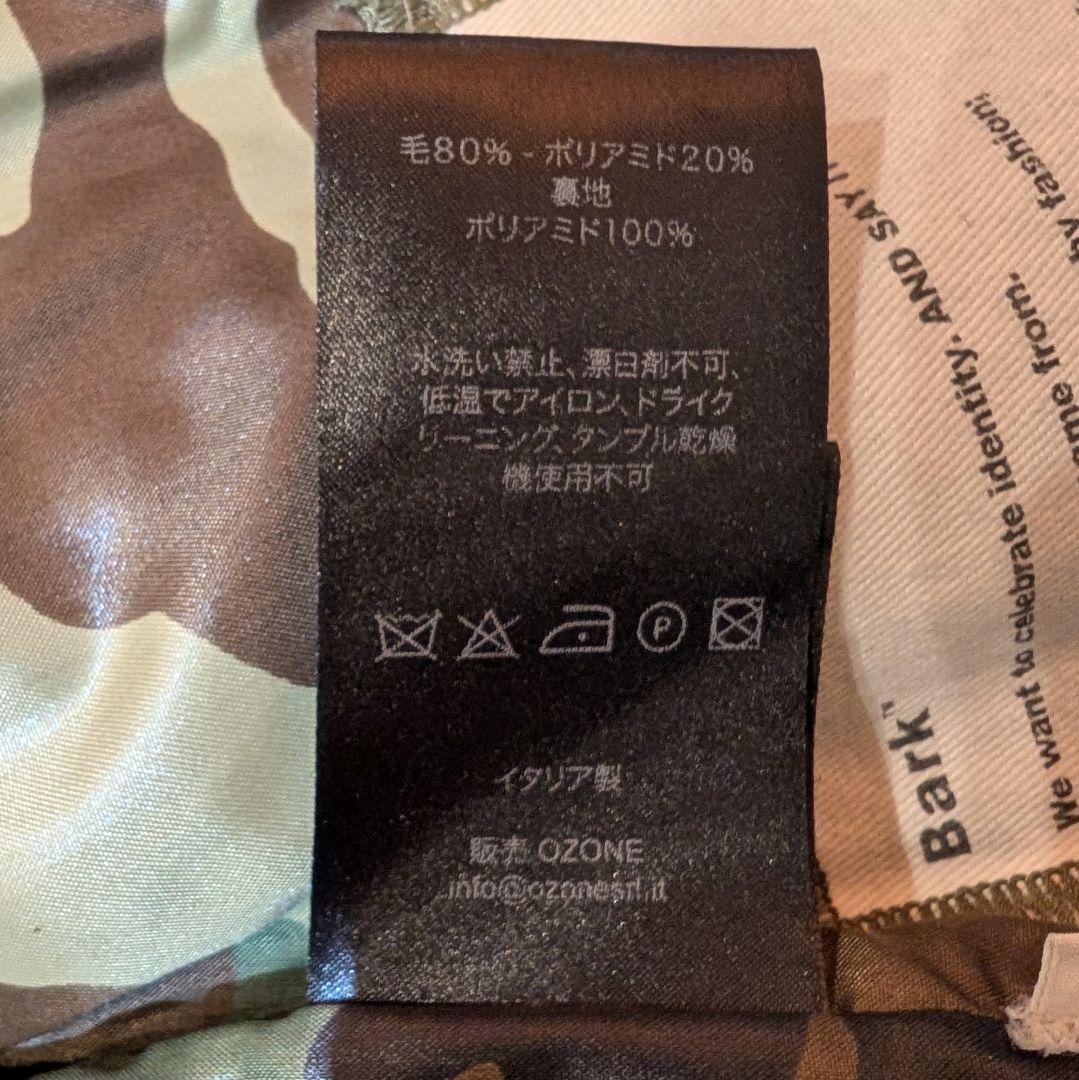 毛80% - ポリアミド20%
裏地
ポリアミド100%
水洗い禁止、漂白剤不可、
低温でアイロン、ドライク
リーニング、タンブル乾燥
機使用不可
P
イタリア製
販売 OZONE
info@ozonesrl.it
Bark™
We want to celebrate identity. AND SAY
ame from.
by fashion!